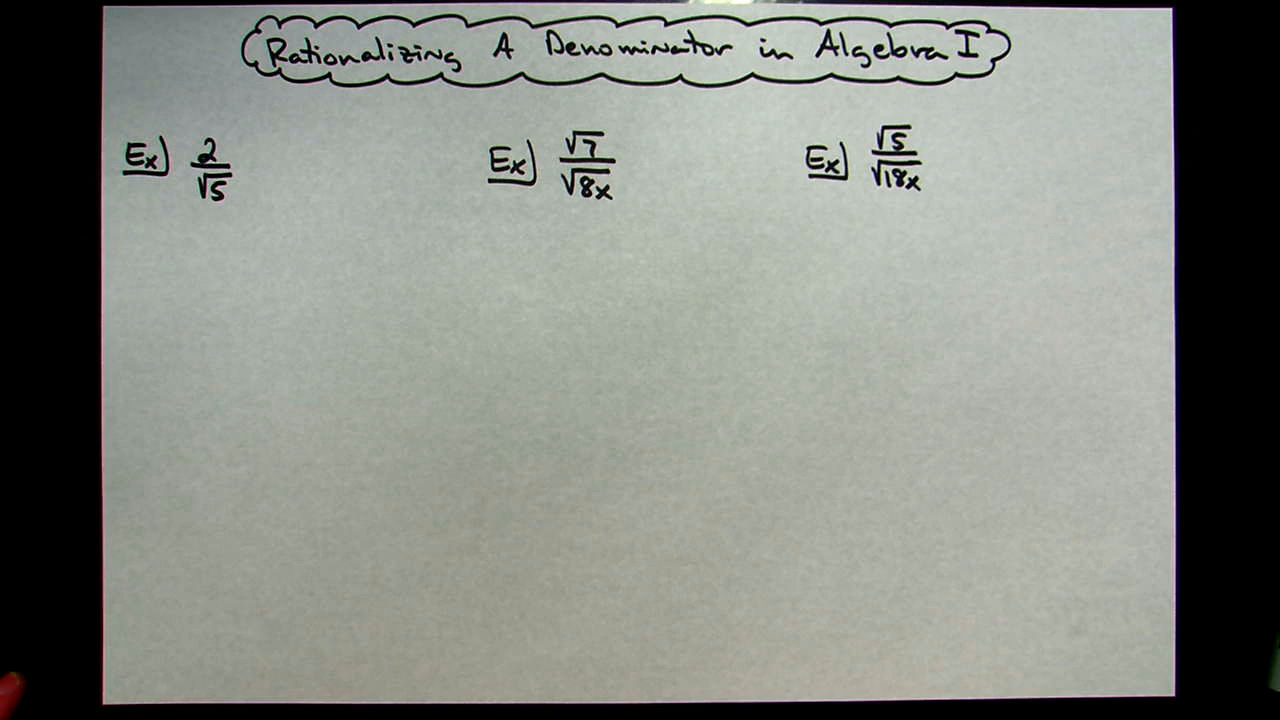 Rationalizing A Denominator in Algebra I
Ex) 2/√5
Ex) √7/√8x
Ex) √5/√18x